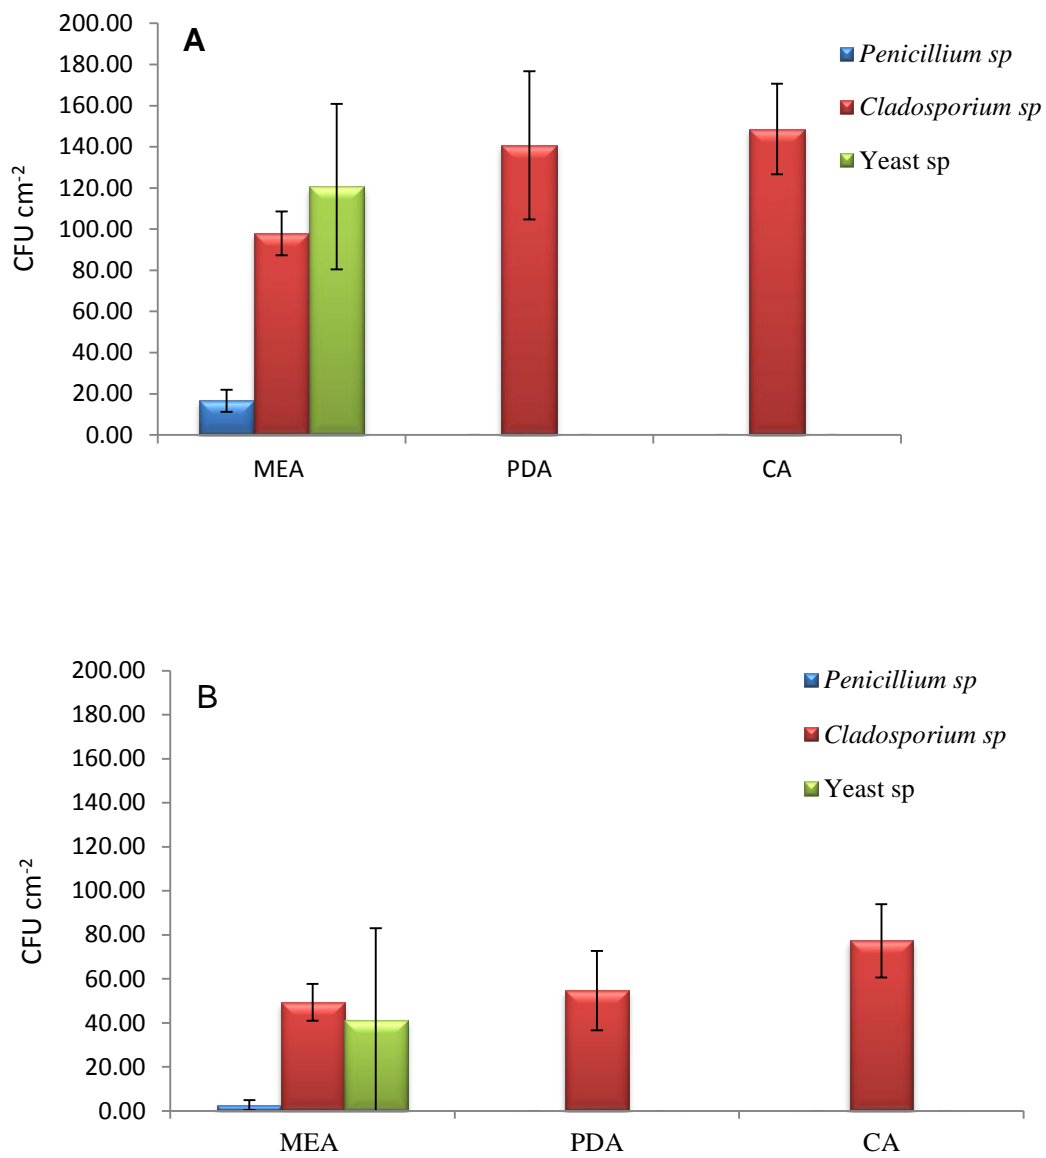 A
200.00
180.00
160.00
140.00
120.00
100.00
80.00
60.00
40.00
20.00
0.00
CFU cm-2
MEA PDA CA
Penicillium sp
Cladosporium sp
Yeast sp
B
200.00
180.00
160.00
140.00
120.00
100.00
80.00
60.00
40.00
20.00
0.00
CFU cm-2
MEA PDA CA
Penicillium sp
Cladosporium sp
Yeast sp